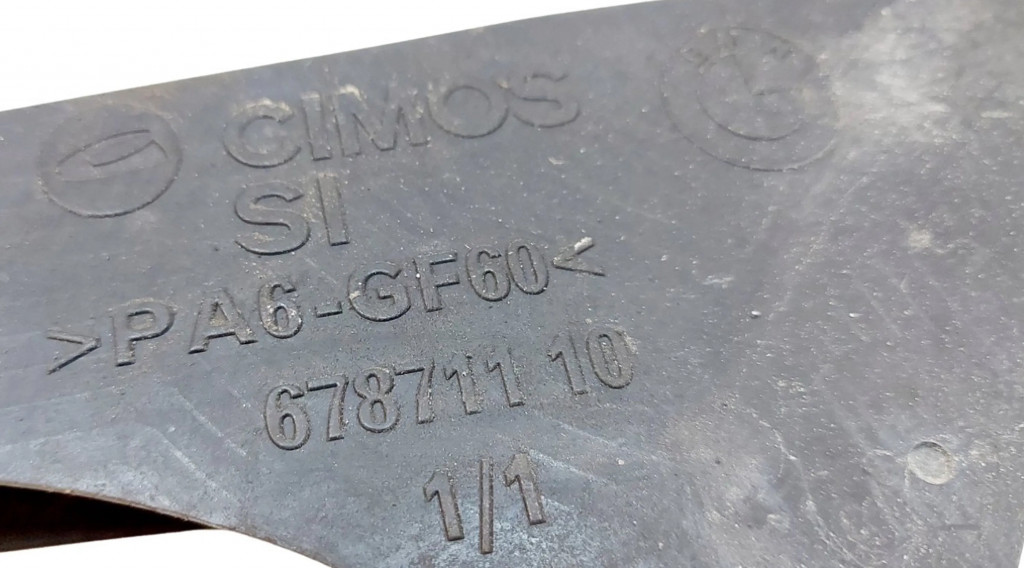 CIMOS
SI
>PA6-GF60<
678711 10
1/1